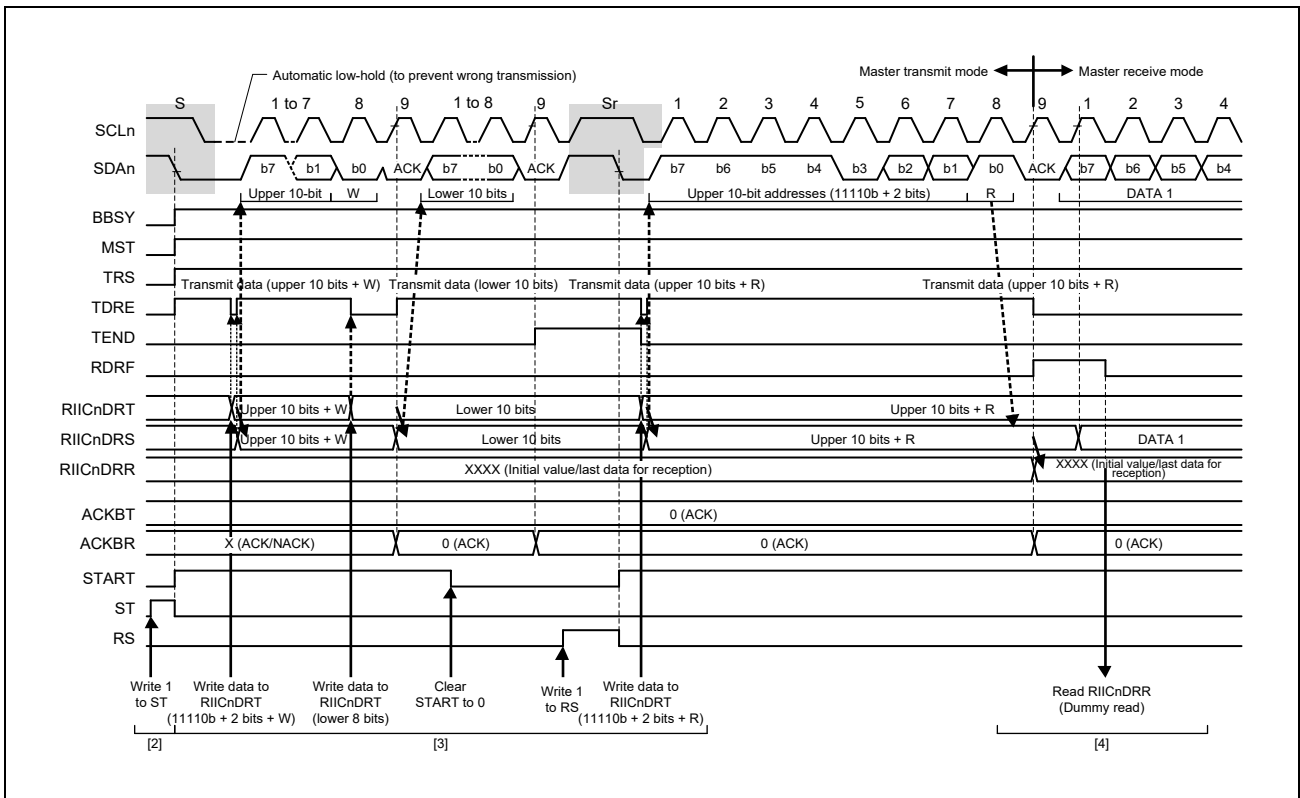 Automatic low-hold (to prevent wrong transmission)
Master transmit mode
Master receive mode
S 1 to 7 8 9 1 to 8 9 Sr 1 2 3 4 5 6 7 8 9 1 2 3 4
SCLn
SDAn b7 b1 b0 ACK b7 b0 ACK b7 b6 b5 b4 b3 b2 b1 b0 ACK b7 b6 b5 b4
Upper 10-bit W Lower 10 bits Upper 10-bit addresses (11110b + 2 bits) R DATA 1
BBSY
MST
TRS
Transmit data (upper 10 bits + W) Transmit data (lower 10 bits) Transmit data (upper 10 bits + R) Transmit data (upper 10 bits + R)
TDRE
TEND
RDRF
RIICnDRT Upper 10 bits + W Lower 10 bits Upper 10 bits + R
RIICnDRS Upper 10 bits + W Lower 10 bits Upper 10 bits + R DATA 1
RIICnDRR XXXX (Initial value/last data for reception) XXXX (Initial value/last data for
reception)
ACKBT 0 (ACK)
ACKBR X (ACK/NACK) 0 (ACK) 0 (ACK) 0 (ACK)
START
ST
RS
Write 1
to ST
Write data to
RIICnDRT
(11110b + 2 bits + W)
Write data to
RIICnDRT
(lower 8 bits)
Clear
START to 0
Write 1
to RS
Write data to
RIICnDRT
(11110b + 2 bits + R)
Read RIICnDRR
(Dummy read)
[2] [3] [4]